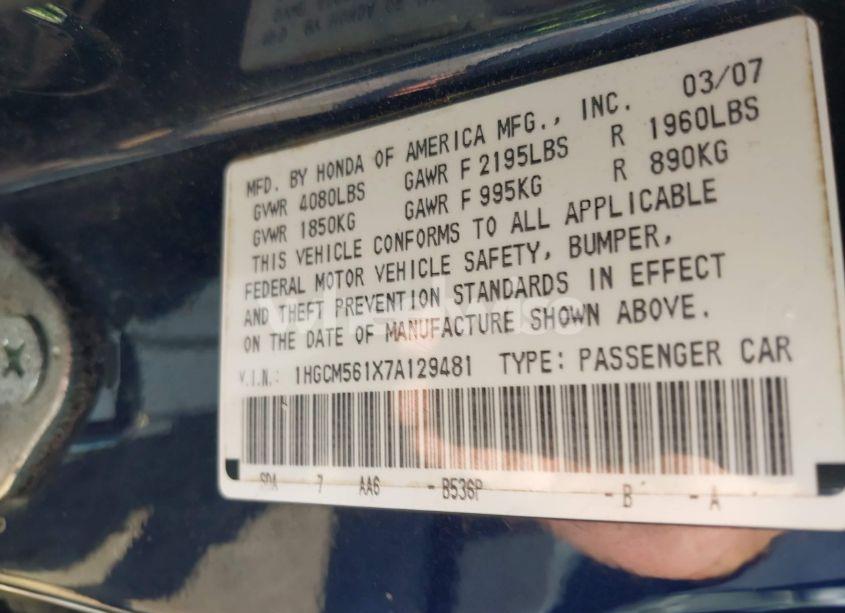 MFD. BY HONDA OF AMERICA MFG., INC. 03/07
GVWR 4080LBS GAWR F 2195LBS R 1960LBS
GVWR 1850KG GAWR F 995KG R 890KG
THIS VEHICLE CONFORMS TO ALL APPLICABLE
FEDERAL MOTOR VEHICLE SAFETY, BUMPER,
AND THEFT PREVENTION STANDARDS IN EFFECT
ON THE DATE OF MANUFACTURE SHOWN ABOVE.
V.I.N.: 1HGCM561X7A129481 TYPE: PASSENGER CAR
SDA 7 AA6 - B536P - B - A